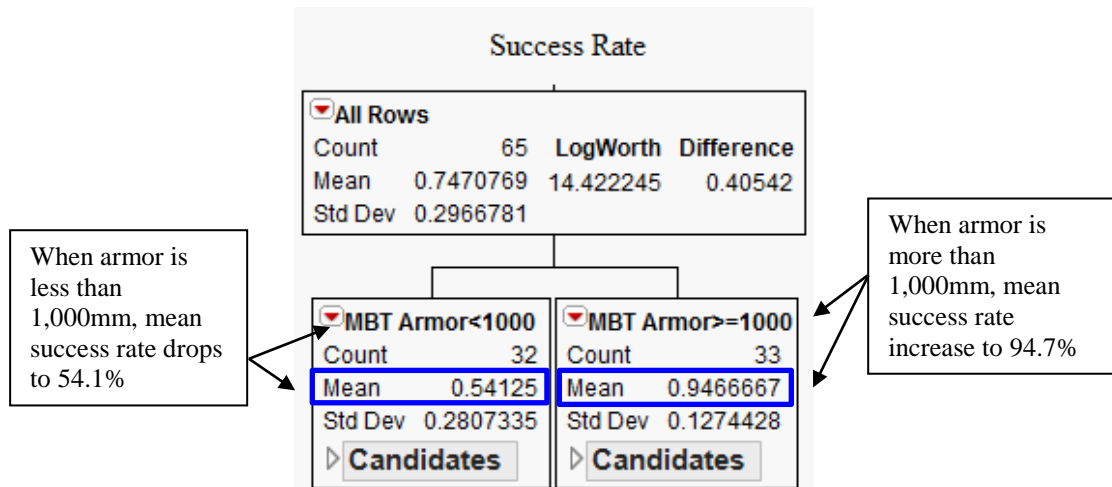 Success Rate
All Rows
Count 65 LogWorth Difference
Mean 0.7470769 14.422245 0.40542
Std Dev 0.2966781
When armor is
less than
1,000mm, mean
success rate drops
to 54.1%
When armor is
more than
1,000mm, mean
success rate
increase to 94.7%
MBT Armor<1000
Count 32
Mean 0.54125
Std Dev 0.2807335
Candidates
MBT Armor>=1000
Count 33
Mean 0.9466667
Std Dev 0.1274428
Candidates